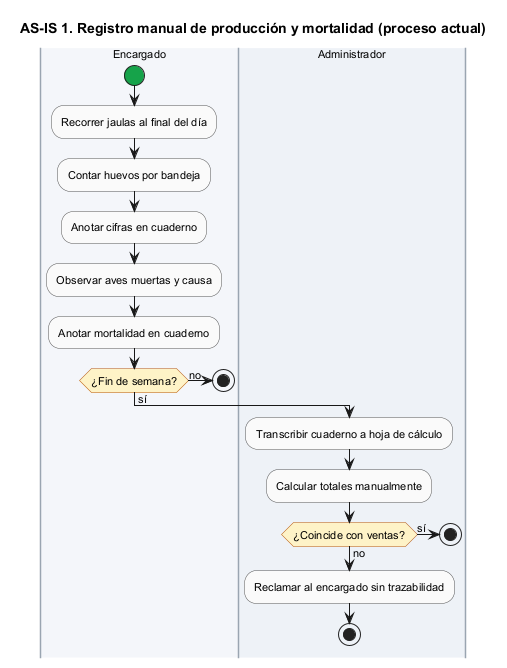 AS-IS 1. Registro manual de producción y mortalidad (proceso actual)
Encargado
Administrador
Recorrer jaulas al final del día
Contar huevos por bandeja
Anotar cifras en cuaderno
Observar aves muertas y causa
Anotar mortalidad en cuaderno
¿Fin de semana?
no
sí
Transcribir cuaderno a hoja de cálculo
Calcular totales manualmente
¿Coincide con ventas?
sí
no
Reclamar al encargado sin trazabilidad